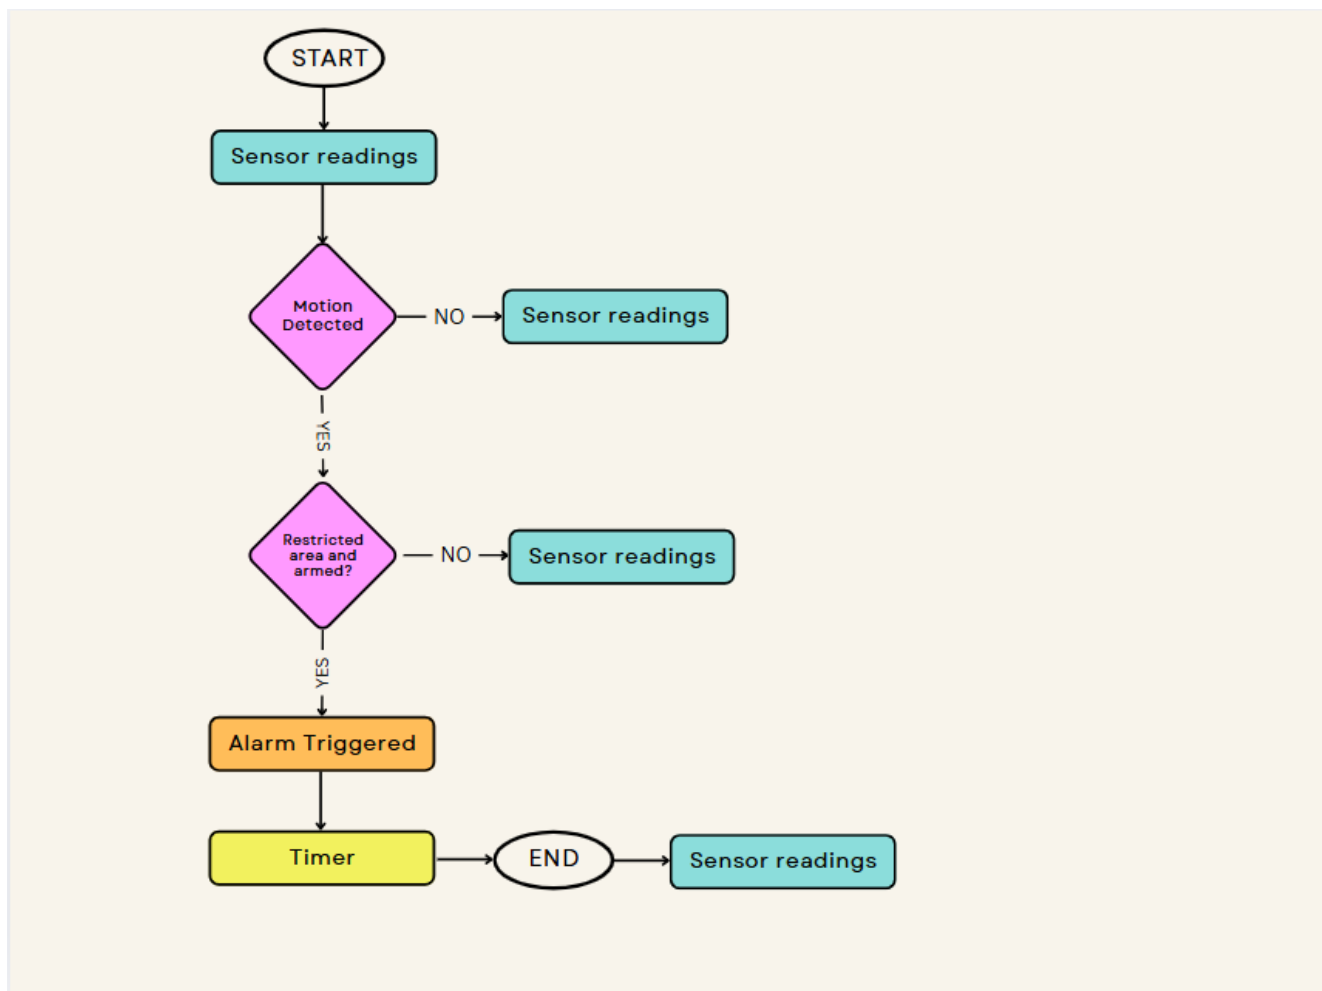 START
Sensor readings
Motion
Detected
NO
Sensor readings
YES
Restricted
area and
armed?
NO
Sensor readings
YES
Alarm Triggered
Timer
END
Sensor readings